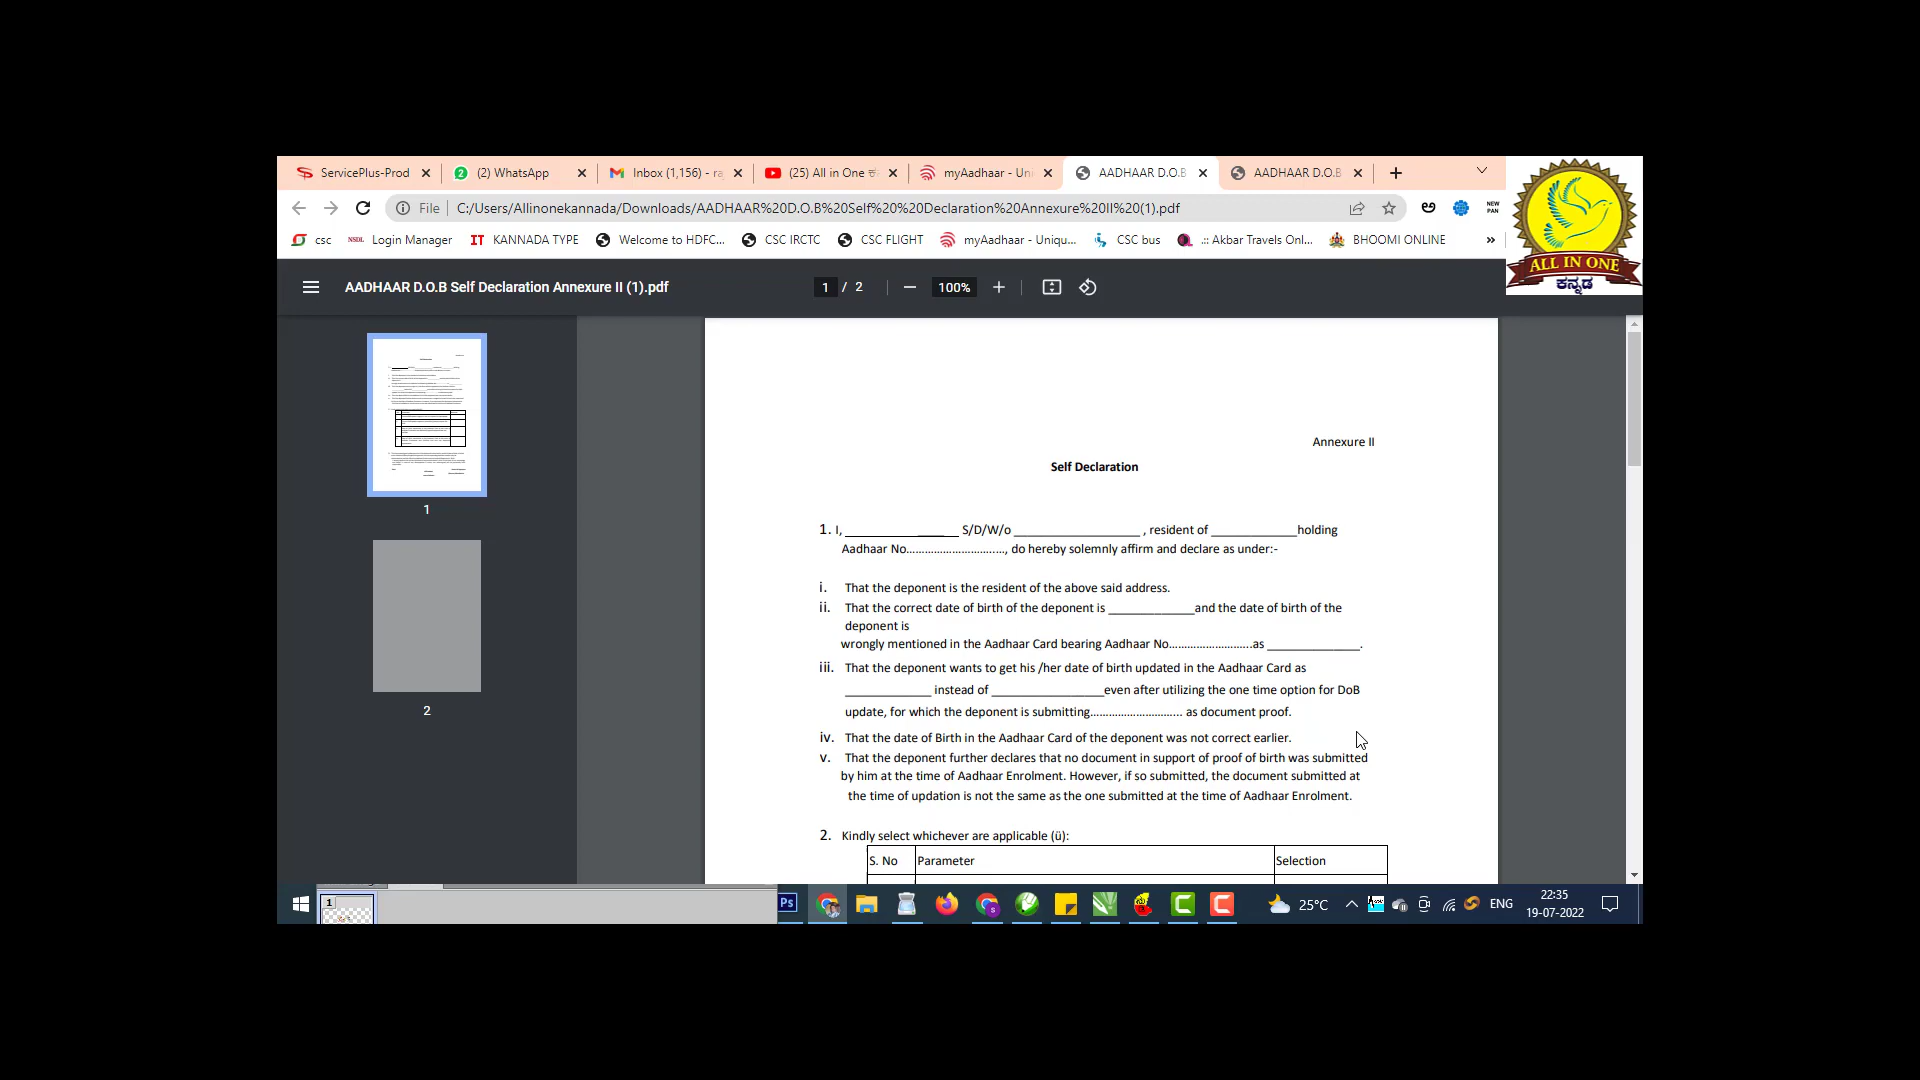 ServicePlus-Prod
(2) WhatsApp
Inbox (1,156) - ra
(25) All in One ಕ
myAadhaar - Uni
AADHAAR D.O.B
AADHAAR D.O.B
File
C:/Users/Allinonekannada/Downloads/AADHAAR%20D.O.B%20Self%20%20Declaration%20Annexure%20II%20(1).pdf
NEW
PAN
csc
NSDL
Login Manager
IT
KANNADA TYPE
Welcome to HDFC...
CSC IRCTC
CSC FLIGHT
myAadhaar - Uniqu...
CSC bus
.:: Akbar Travels Onl...
BHOOMI ONLINE
»
ALL IN ONE
ಕನ್ನಡ
AADHAAR D.O.B Self Declaration Annexure II (1).pdf
1 / 2
100%
1
2
Annexure II
Self Declaration
1. I, _________________ S/D/W/o ___________________ , resident of _____________holding
Aadhaar No............................, do hereby solemnly affirm and declare as under:-
i. That the deponent is the resident of the above said address.
ii. That the correct date of birth of the deponent is _____________and the date of birth of the
deponent is
wrongly mentioned in the Aadhaar Card bearing Aadhaar No..........................as ______________.
iii. That the deponent wants to get his /her date of birth updated in the Aadhaar Card as
_____________ instead of _________________even after utilizing the one time option for DoB
update, for which the deponent is submitting............................ as document proof.
iv. That the date of Birth in the Aadhaar Card of the deponent was not correct earlier.
v. That the deponent further declares that no document in support of proof of birth was submitted
by him at the time of Aadhaar Enrolment. However, if so submitted, the document submitted at
the time of updation is not the same as the one submitted at the time of Aadhaar Enrolment.
2. Kindly select whichever are applicable (ü):
S. No
Parameter
Selection
1
Ps
25°C
ENG
22:35
19-07-2022